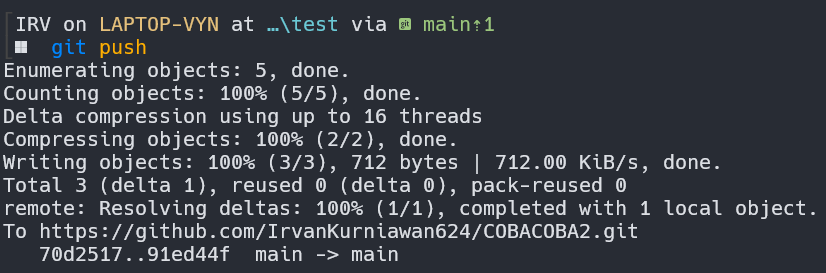 IRV on LAPTOP-VYN at …\test via git main↑1
git push
Enumerating objects: 5, done.
Counting objects: 100% (5/5), done.
Delta compression using up to 16 threads
Compressing objects: 100% (2/2), done.
Writing objects: 100% (3/3), 712 bytes | 712.00 KiB/s, done.
Total 3 (delta 1), reused 0 (delta 0), pack-reused 0
remote: Resolving deltas: 100% (1/1), completed with 1 local object.
To https://github.com/IrvanKurniawan624/COBACOBA2.git
   70d2517..91ed44f  main -> main